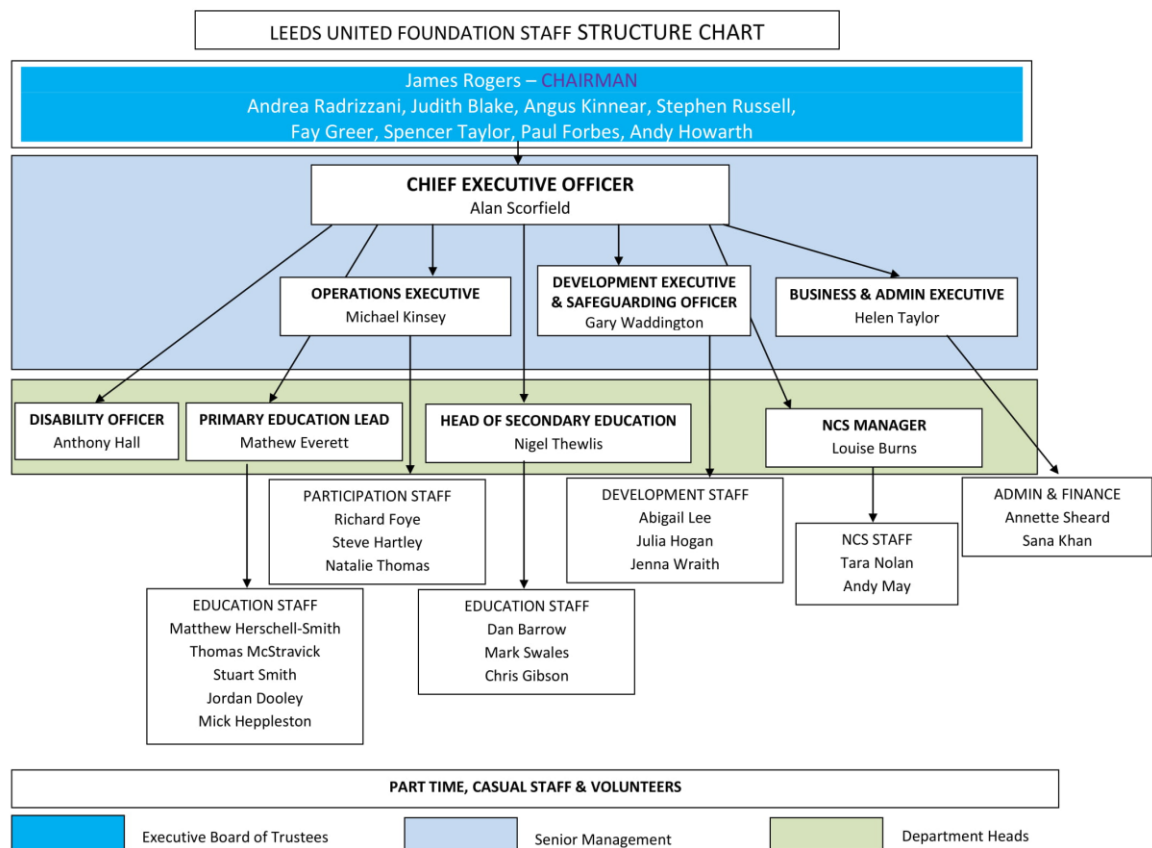 LEEDS UNITED FOUNDATION STAFF STRUCTURE CHART
James Rogers – CHAIRMAN
Andrea Radrizzani, Judith Blake, Angus Kinnear, Stephen Russell,
Fay Greer, Spencer Taylor, Paul Forbes, Andy Howarth
CHIEF EXECUTIVE OFFICER
Alan Scorfield
OPERATIONS EXECUTIVE
Michael Kinsey
DEVELOPMENT EXECUTIVE
& SAFEGUARDING OFFICER
Gary Waddington
BUSINESS & ADMIN EXECUTIVE
Helen Taylor
DISABILITY OFFICER
Anthony Hall
PRIMARY EDUCATION LEAD
Mathew Everett
HEAD OF SECONDARY EDUCATION
Nigel Thewlis
NCS MANAGER
Louise Burns
PARTICIPATION STAFF
Richard Foye
Steve Hartley
Natalie Thomas
DEVELOPMENT STAFF
Abigail Lee
Julia Hogan
Jenna Wraith
NCS STAFF
Tara Nolan
Andy May
ADMIN & FINANCE
Annette Sheard
Sana Khan
EDUCATION STAFF
Matthew Herschell-Smith
Thomas McStravick
Stuart Smith
Jordan Dooley
Mick Heppleston
EDUCATION STAFF
Dan Barrow
Mark Swales
Chris Gibson
PART TIME, CASUAL STAFF & VOLUNTEERS
Executive Board of Trustees
Senior Management
Department Heads